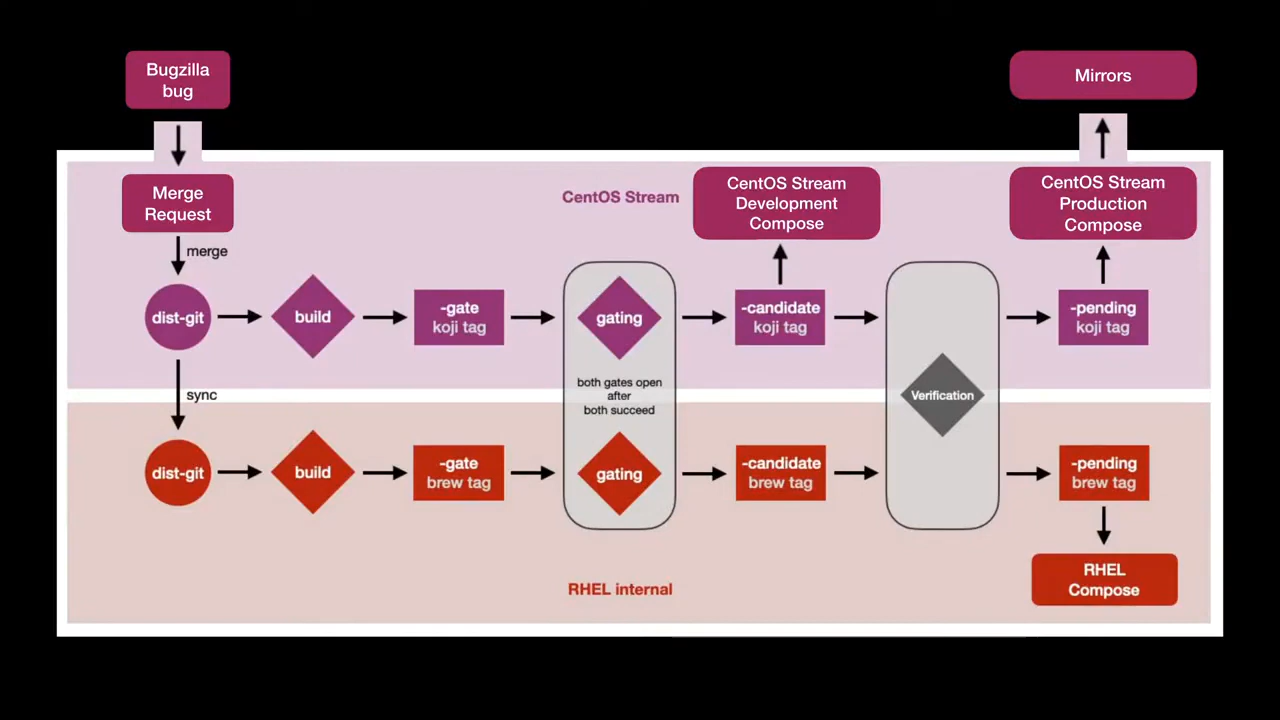 Bugzilla
bug
Mirrors
Merge
Request
CentOS Stream
CentOS Stream
Development
Compose
CentOS Stream
Production
Compose
merge
dist-git
build
-gate
koji tag
gating
-candidate
koji tag
-pending
koji tag
both gates open
after
both succeed
sync
Verification
dist-git
build
-gate
brew tag
gating
-candidate
brew tag
-pending
brew tag
RHEL internal
RHEL
Compose